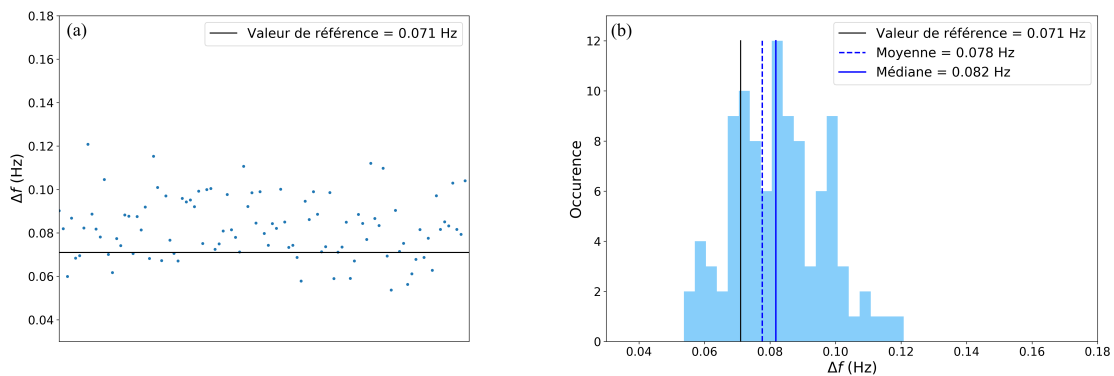 (a)
Valeur de référence = 0.071 Hz
0.18
0.16
0.14
0.12
0.10
0.08
0.06
0.04
Δf (Hz)
(b)
Valeur de référence = 0.071 Hz
Moyenne = 0.078 Hz
Médiane = 0.082 Hz
12
10
8
6
4
2
0
Occurence
0.04 0.06 0.08 0.10 0.12 0.14 0.16 0.18
Δf (Hz)